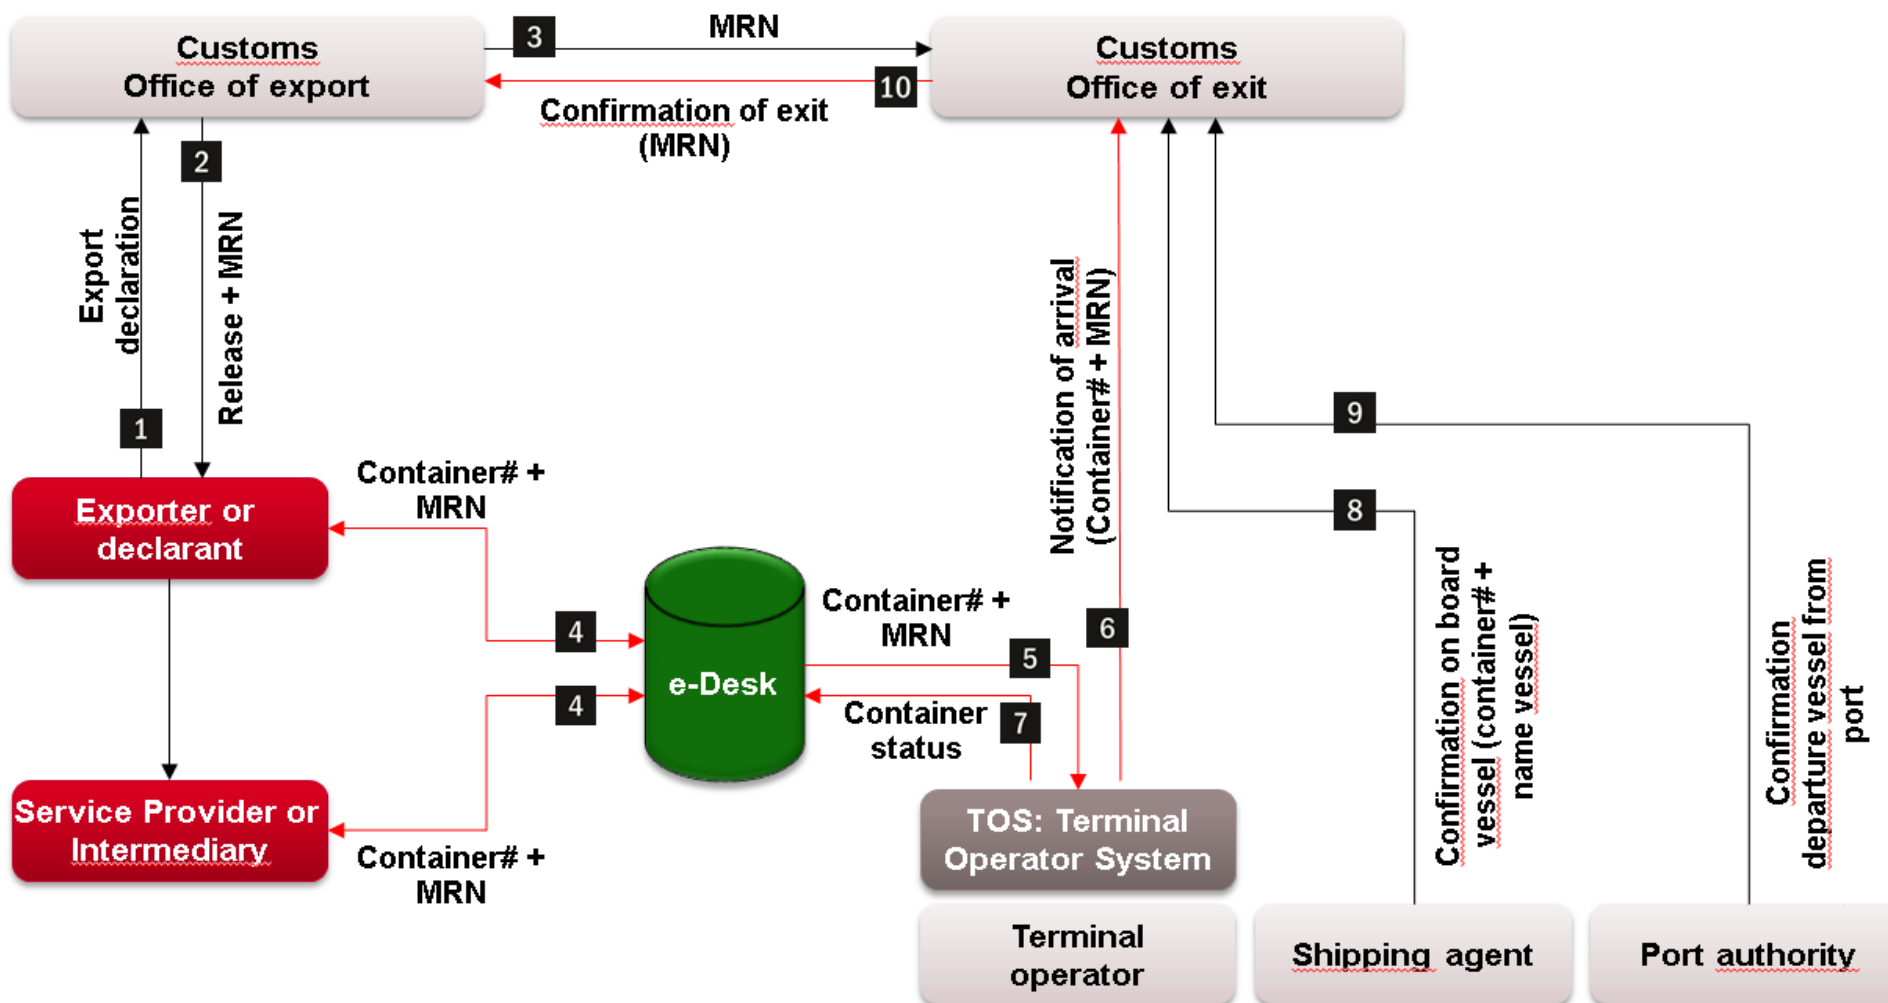 Customs
Office of export
3
MRN
Customs
Office of exit
10
Confirmation of exit
(MRN)
2
Export
declaration
Release + MRN
1
Notification of arrival
(Container# + MRN)
9
8
Container# +
MRN
Exporter or
declarant
4
Container# +
MRN
5
6
e-Desk
4
Container
status
7
Confirmation on board
vessel (container# +
name vessel)
Confirmation
departure vessel from
port
Service Provider or
Intermediary
Container# +
MRN
TOS: Terminal
Operator System
Terminal
operator
Shipping agent
Port authority